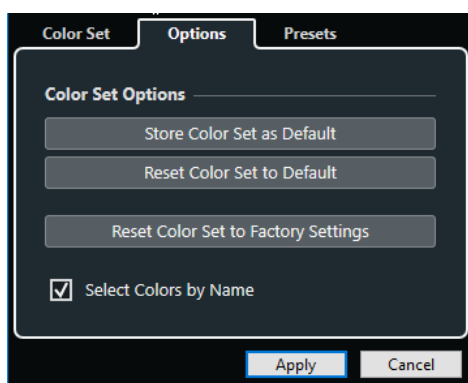 Color Set Options Presets
Color Set Options
Store Color Set as Default
Reset Color Set to Default
Reset Color Set to Factory Settings
Select Colors by Name
Apply Cancel